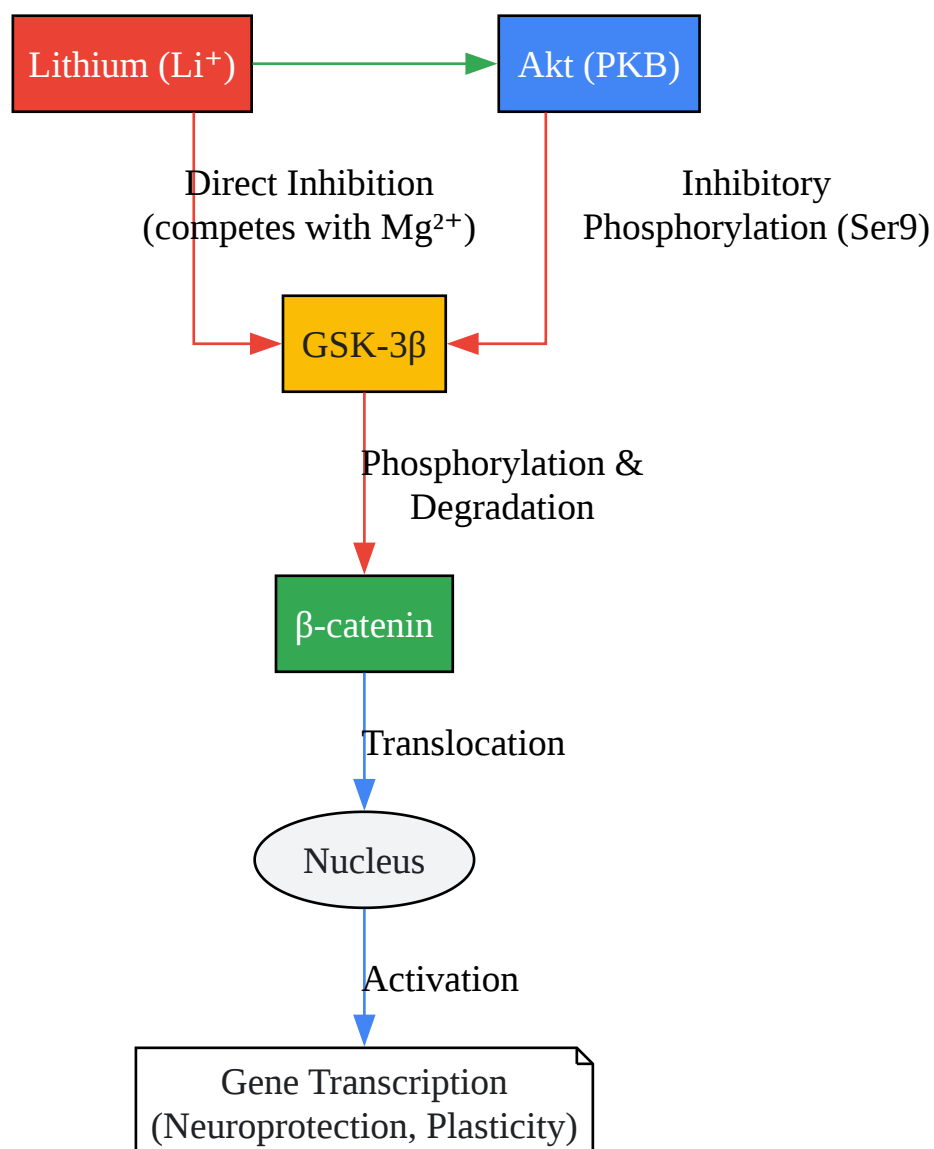 Lithium (Li⁺)
Akt (PKB)
Direct Inhibition
(competes with Mg²⁺)
Inhibitory
Phosphorylation (Ser9)
GSK-3β
Phosphorylation &
Degradation
β-catenin
Translocation
Nucleus
Activation
Gene Transcription
(Neuroprotection, Plasticity)